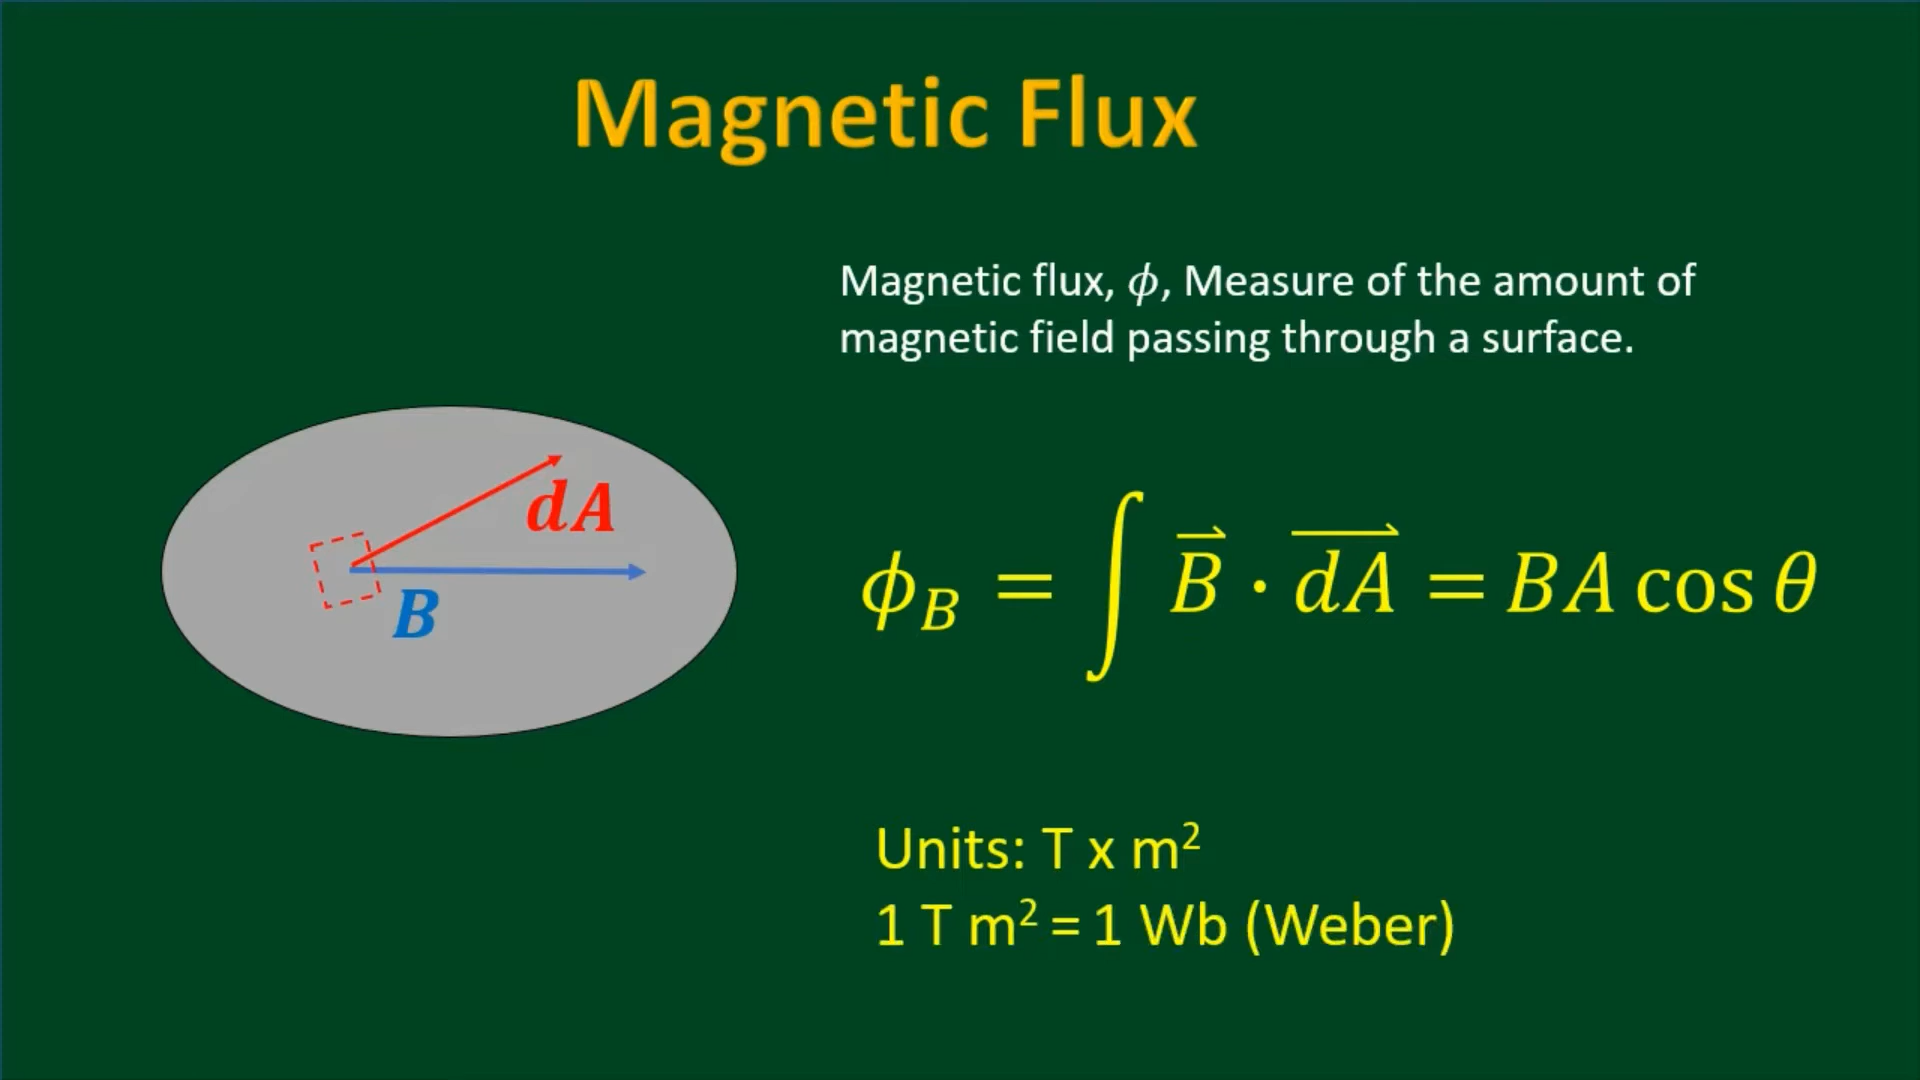 Magnetic Flux
Magnetic flux, ϕ, Measure of the amount of
magnetic field passing through a surface.
dA
B
ϕ_B = ∫ B⃗ · dA⃗ = BA cos θ
Units: T x m²
1 T m² = 1 Wb (Weber)